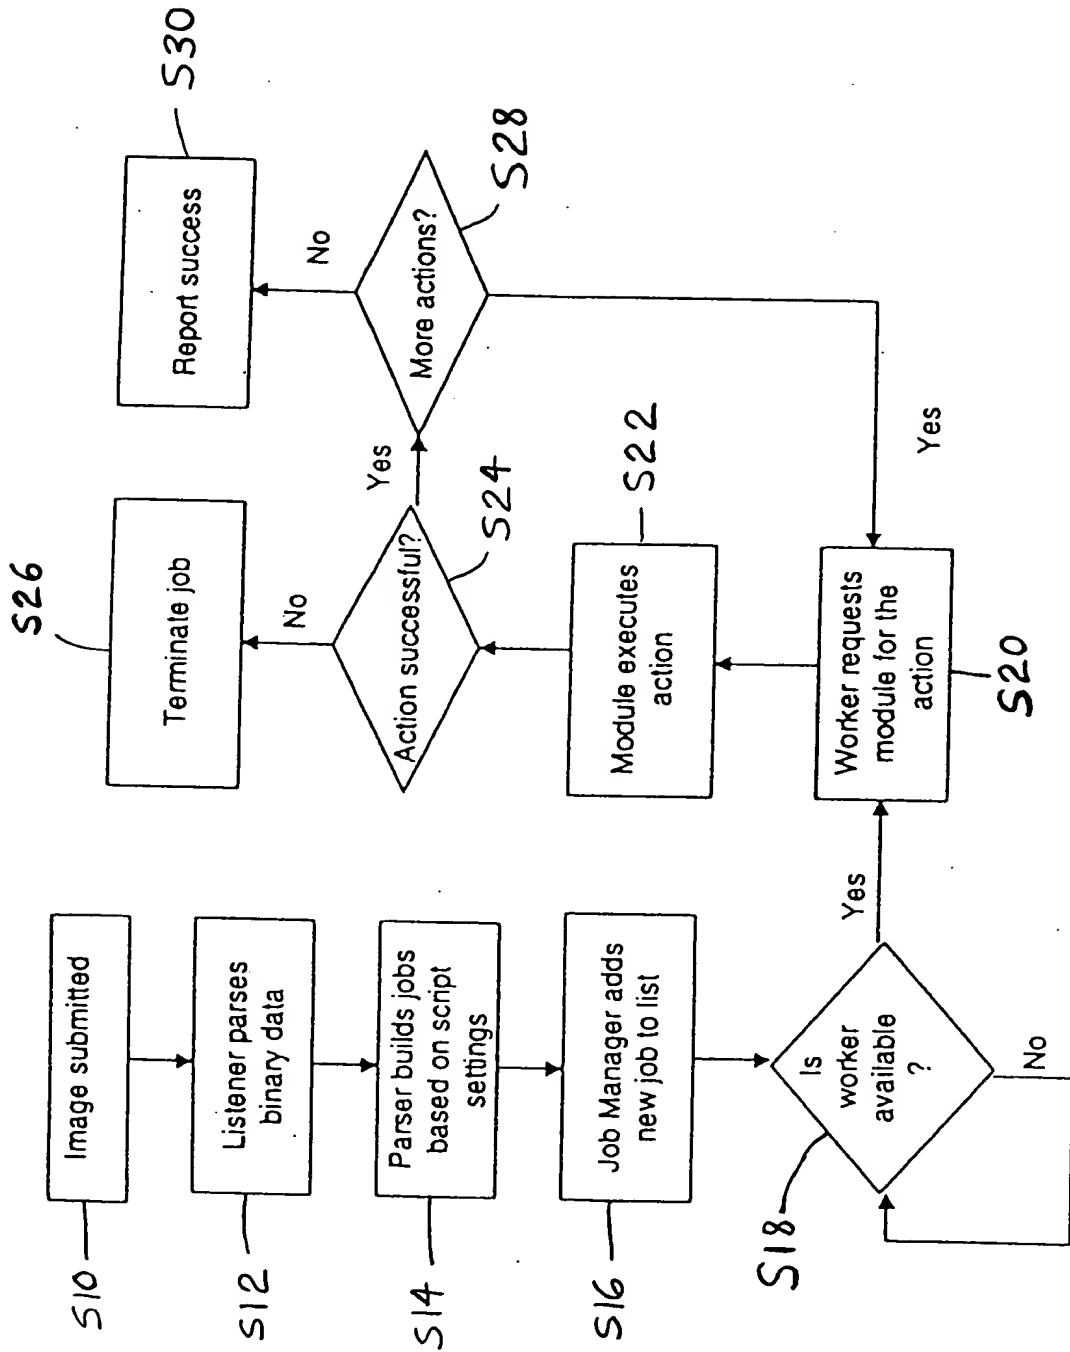 S10
Image submitted
S12
Listener parses
binary data
S14
Parser builds jobs
based on script
settings
S16
Job Manager adds
new job to list
S18
Is
worker
available
?
No
Yes
S20
Worker requests
module for the
action
S22
Module executes
action
S24
Action successful?
No
S26
Terminate job
Yes
S28
More actions?
Yes
No
S30
Report success